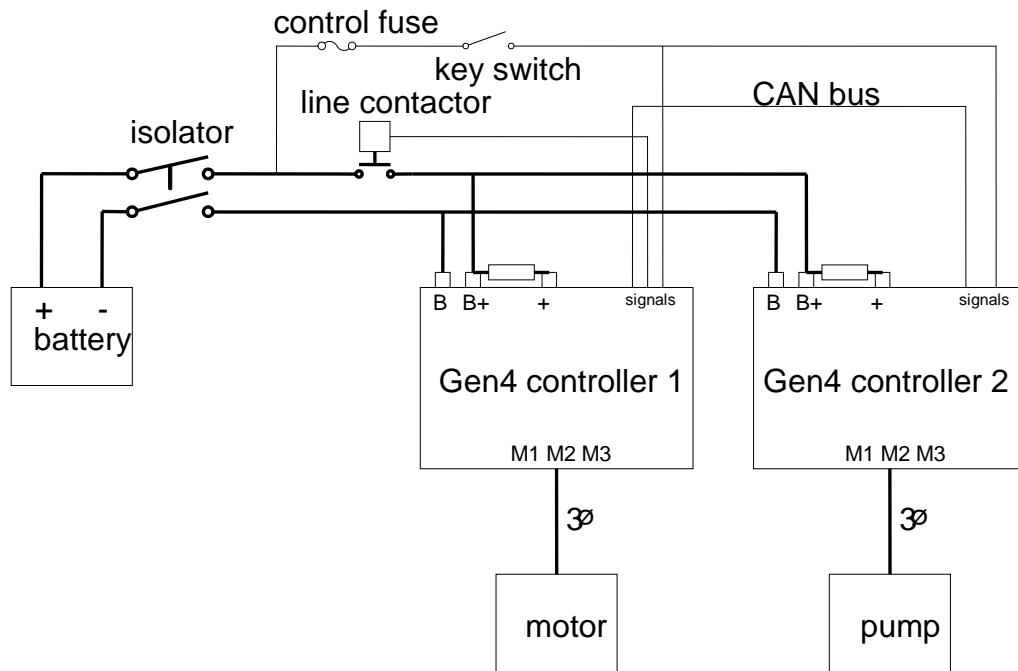 control fuse
key switch
line contactor
CAN bus
isolator
B B+ + signals
B B+ + signals
+ -
battery
Gen4 controller 1
Gen4 controller 2
M1 M2 M3
M1 M2 M3
3ø
3ø
motor
pump